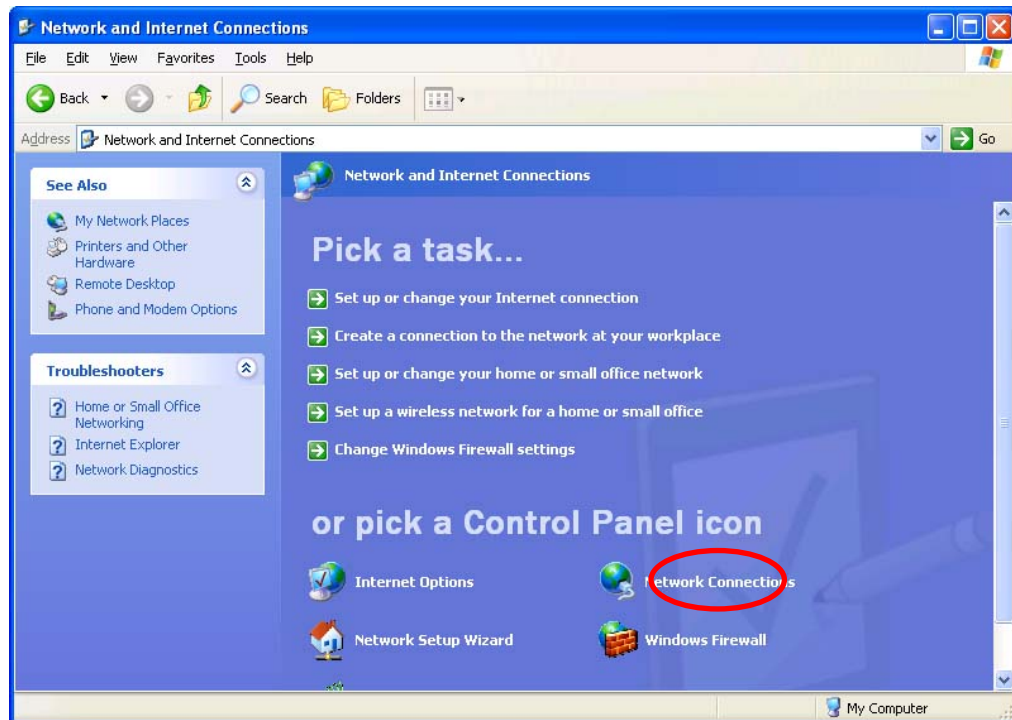 Network and Internet Connections
File Edit View Favorites Tools Help
Back Search Folders
Address Network and Internet Connections Go
See Also
My Network Places
Printers and Other
Hardware
Remote Desktop
Phone and Modem Options
Troubleshooters
Home or Small Office
Networking
Internet Explorer
Network Diagnostics
Network and Internet Connections
Pick a task...
Set up or change your Internet connection
Create a connection to the network at your workplace
Set up or change your home or small office network
Set up a wireless network for a home or small office
Change Windows Firewall settings
or pick a Control Panel icon
Internet Options
Network Connections
Network Setup Wizard
Windows Firewall
My Computer